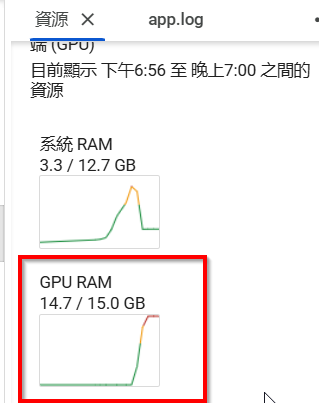 資源 ✕ app.log
端 (GPU)
目前顯示 下午6:56 至 晚上7:00 之間的
資源
系統 RAM
3.3 / 12.7 GB
GPU RAM
14.7 / 15.0 GB